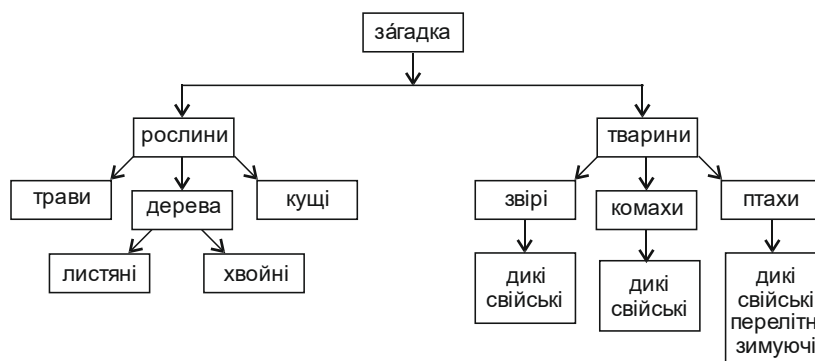 за́гадка
рослини
тварини
трави
дерева
кущі
звірі
комахи
птахи
листяні
хвойні
дикі
свійські
дикі
свійські
дикі
свійські
перелітн
зимуючі